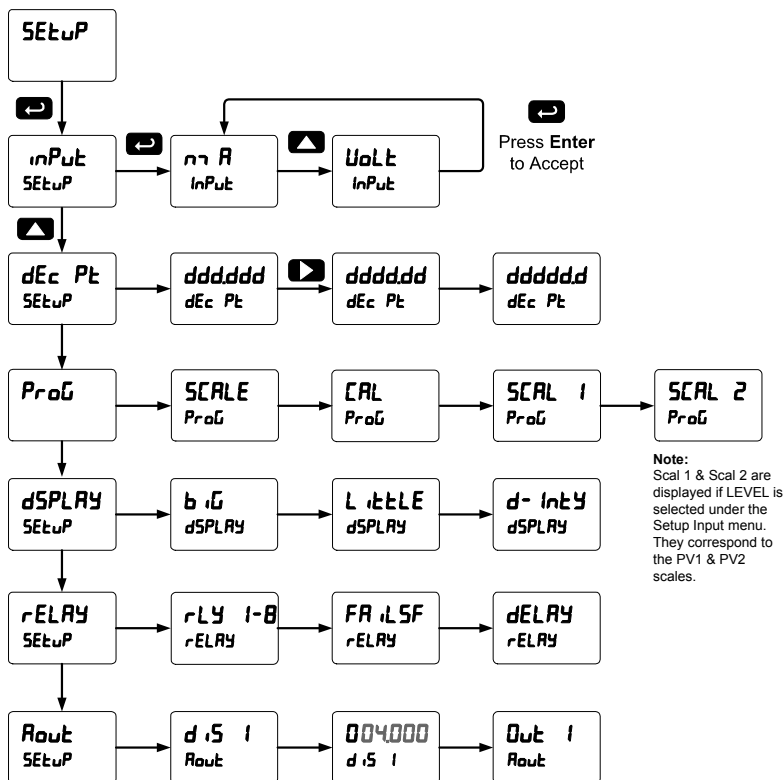 SEtuP
inPut
SEtuP
mA
InPut
VoLt
InPut
Press Enter
to Accept
dEc Pt
SEtuP
ddd.ddd
dEc Pt
dddd.dd
dEc Pt
ddddd.d
dEc Pt
ProG
SCALE
ProG
CAL
ProG
SCAL 1
ProG
SCAL 2
ProG
Note:
Scal 1 & Scal 2 are
displayed if LEVEL is
selected under the
Setup Input menu.
They correspond to
the PV1 & PV2
scales.
dSPLAY
SEtuP
biG
dSPLAY
LittLE
dSPLAY
d-IntY
dSPLAY
rELAY
SEtuP
rLY 1-8
rELAY
FAiLSF
rELAY
dELAY
rELAY
Aout
SEtuP
diS 1
Aout
004.000
diS 1
Out 1
Aout